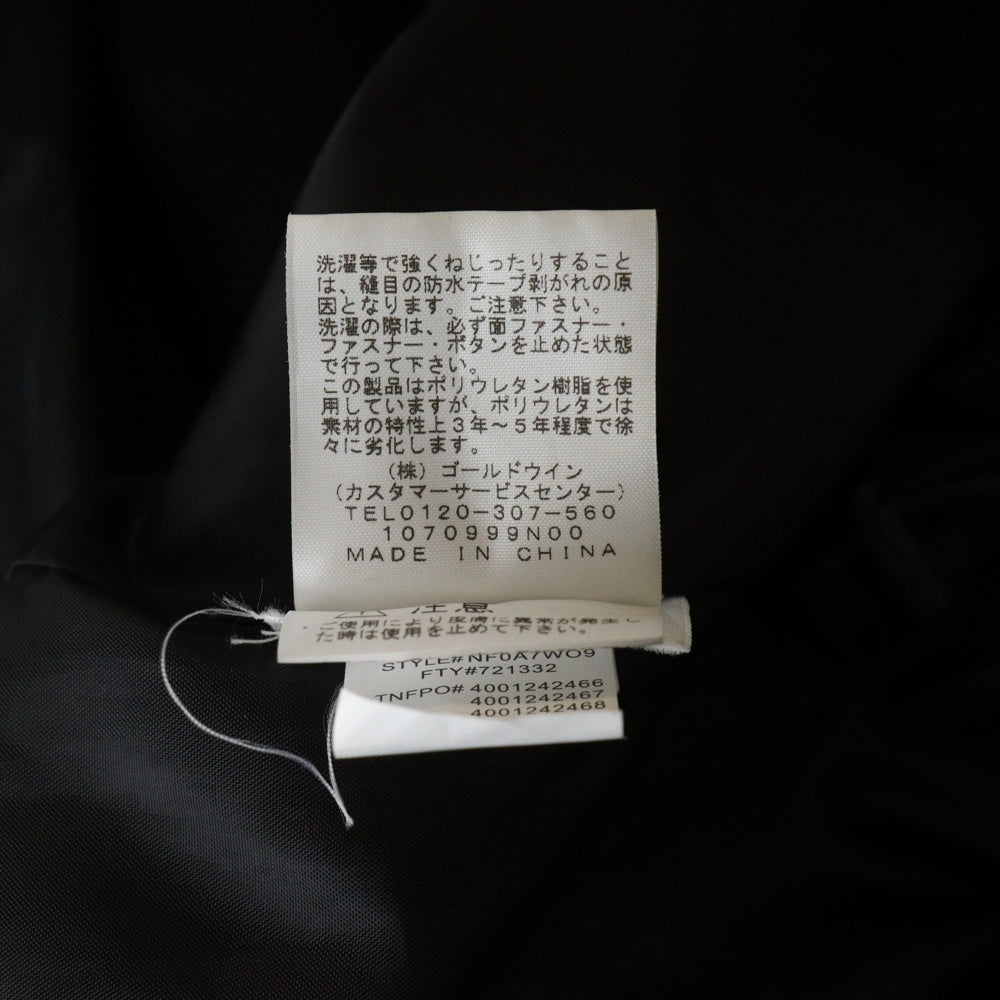 洗濯等で強くねじったりすること
は、縫目の防水テープ剥がれの原
因となります。ご注意下さい。
洗濯の際は、必ず面ファスナー・
ファスナー・ボタンを止めた状態
で行って下さい。
この製品はポリウレタン樹脂を使
用していますが、ポリウレタンは
素材の特性上3年～5年程度で徐
々に劣化します。
(株) ゴールドウイン
(カスタマーサービスセンター)
TEL0120-307-560
1070999N00
MADE IN CHINA
注意
・ご使用により皮膚に異常が発生し
た時は使用を止めて下さい。
STYLE#NF0A7WO9
FTY#721332
TNFPO# 4001242466
4001242467
4001242468